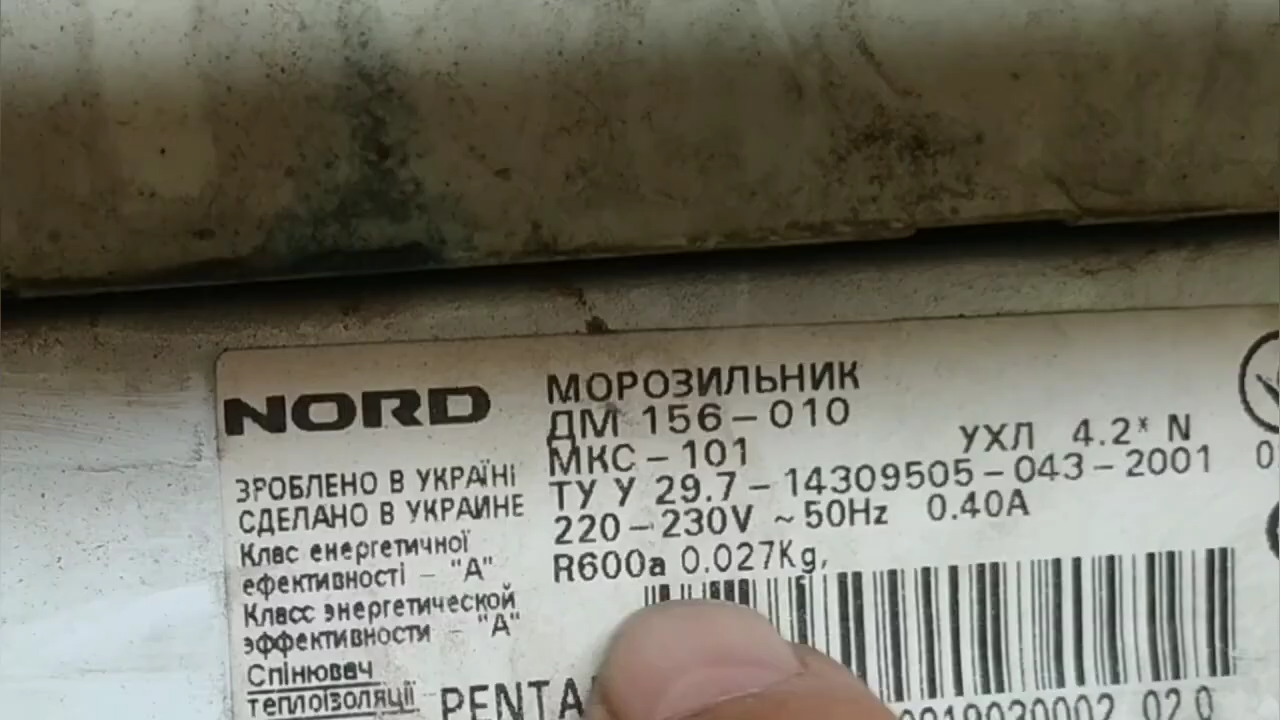 NORD
ЗРОБЛЕНО В УКРАЇНІ
СДЕЛАНО В УКРАИНЕ
Клас енергетичної
ефективності – "А"
Класс энергетической
эффективности – "А"
Спінювач
теплоізоляції
МОРОЗИЛЬНИК
ДМ 156–010
МКС – 101
УХЛ 4.2* N
ТУ У 29.7 – 14309505 – 043 – 2001
220 – 230V ~ 50Hz 0.40A
R600a 0.027Kg,